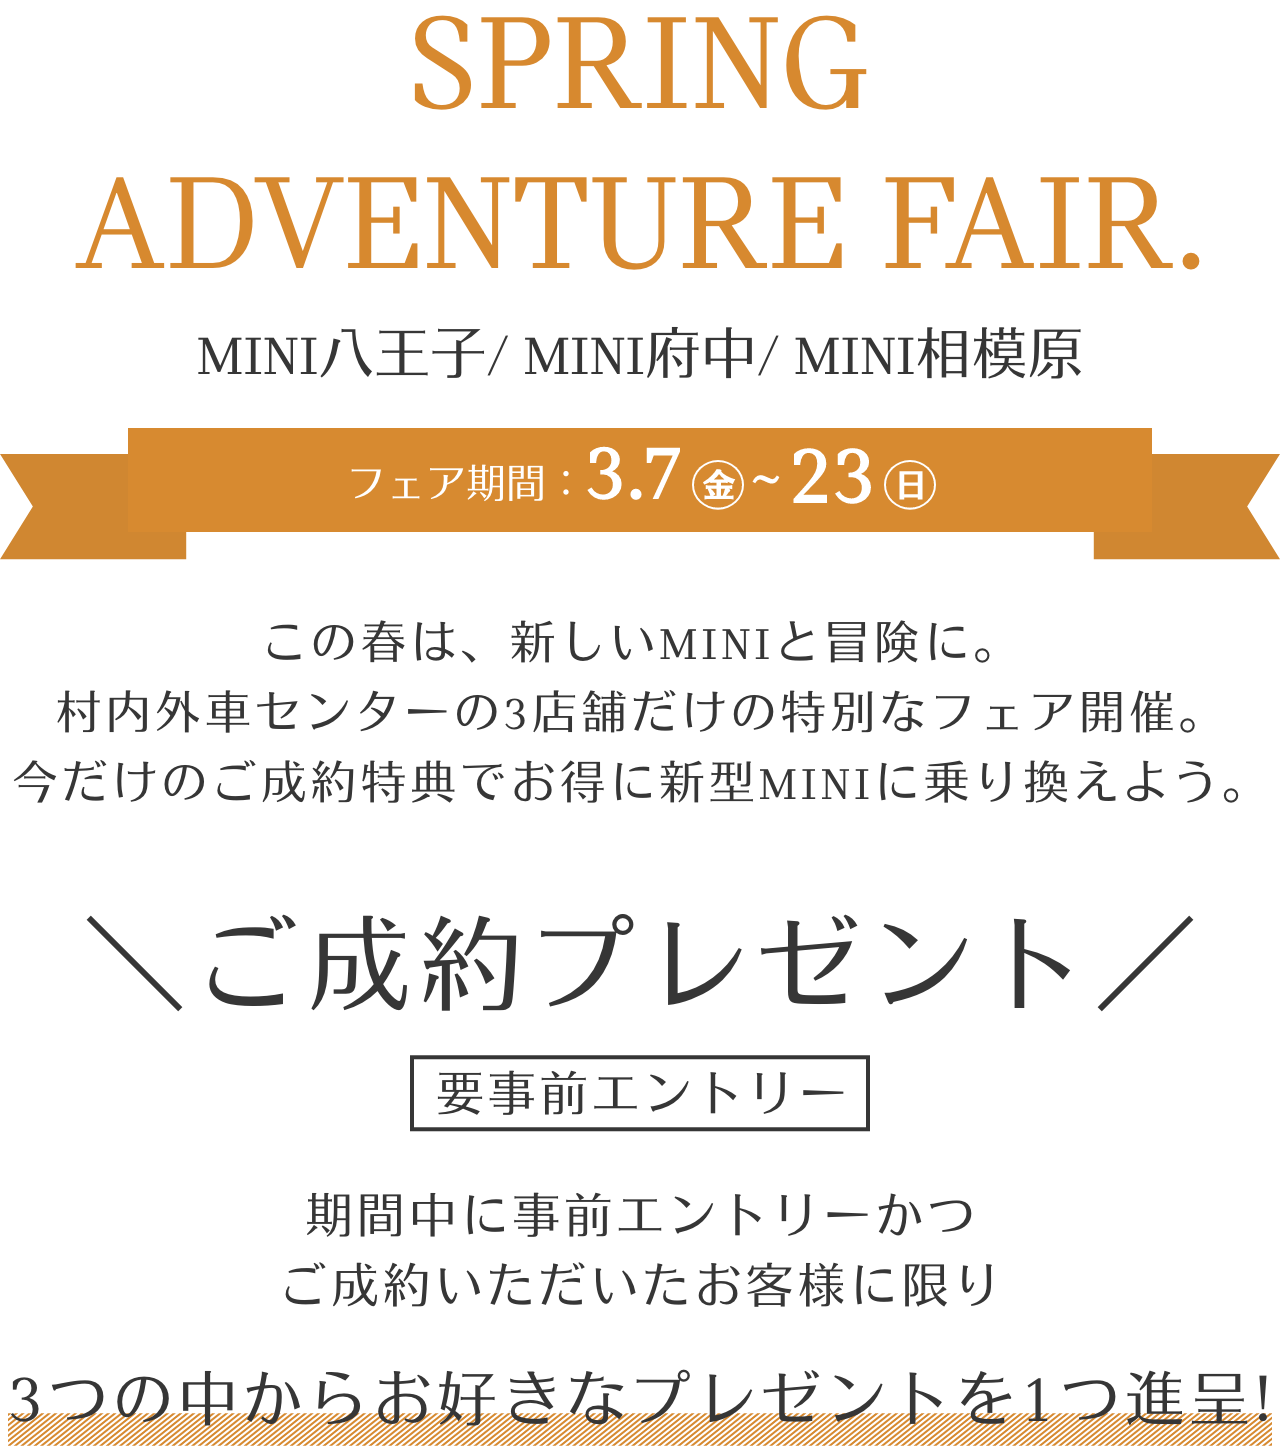 SPRING
ADVENTURE FAIR.
MINI八王子/ MINI府中/ MINI相模原
フェア期間：3.7㊎~23㊐
この春は、新しいMINIと冒険に。
村内外車センターの3店舗だけの特別なフェア開催。
今だけのご成約特典でお得に新型MINIに乗り換えよう。
＼ご成約プレゼント／
要事前エントリー
期間中に事前エントリーかつ
ご成約いただいたお客様に限り
3つの中からお好きなプレゼントを1つ進呈!